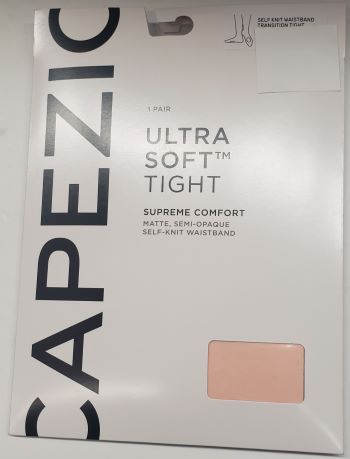 CAPEZIO
SELF KNIT WAISTBAND
TRANSITION TIGHT
1 PAIR
ULTRA
SOFT™
TIGHT
SUPREME COMFORT
MATTE, SEMI-OPAQUE
SELF-KNIT WAISTBAND